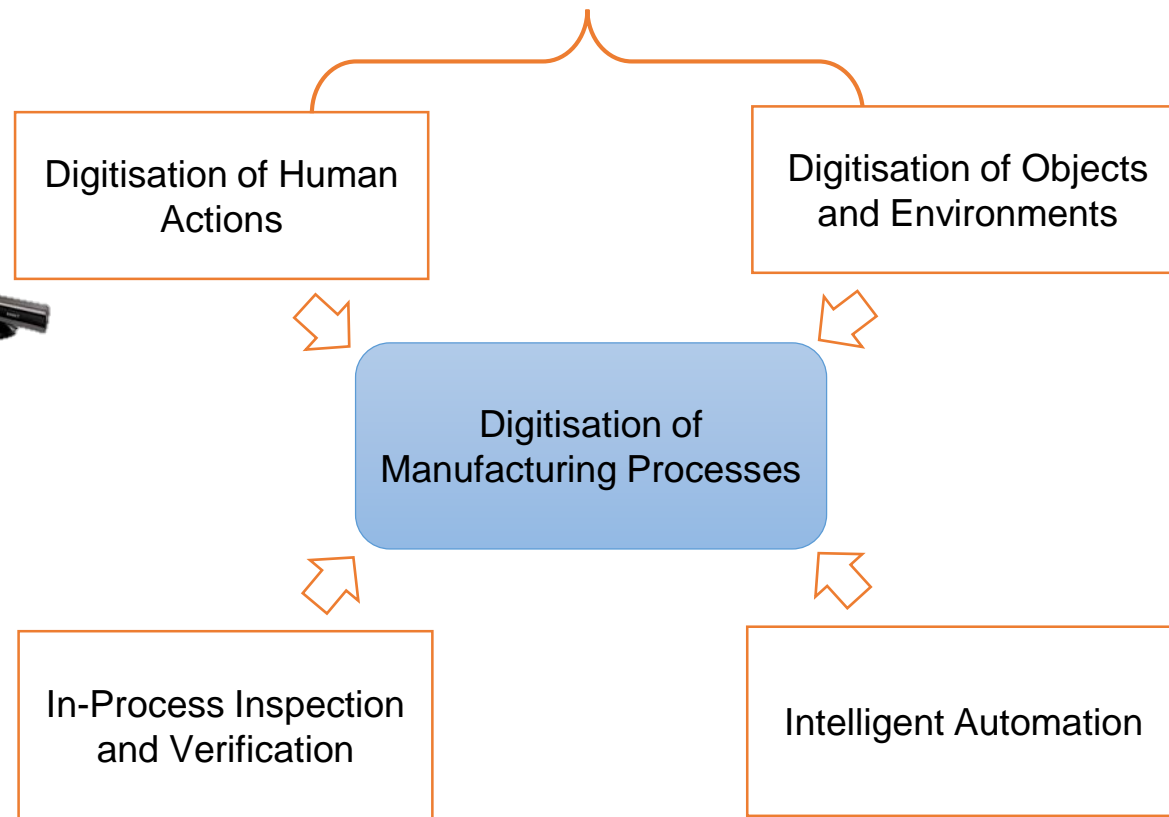 Digitisation of Human
Actions
Digitisation of Objects
and Environments
Digitisation of
Manufacturing Processes
In-Process Inspection
and Verification
Intelligent Automation